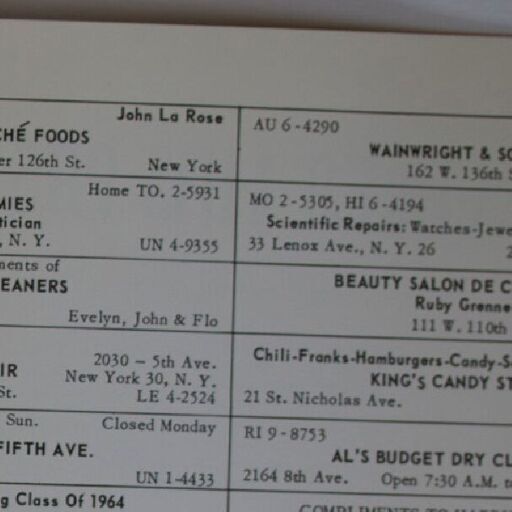 John La Rose
CHÉ FOODS
er 126th St. New York
Home TO. 2-5931
MIES
tician
, N. Y. UN 4-9355
ments of
EANERS
Evelyn, John & Flo
2030 - 5th Ave.
IR New York 30, N. Y.
St. LE 4-2524
Sun. Closed Monday
FIFTH AVE.
UN 1-4433
g Class Of 1964
AU 6-4290
WAINWRIGHT & SO
162 W. 136th S
MO 2-5305, HI 6-4194
Scientific Repairs: Watches-Jewe
33 Lenox Ave., N. Y. 26 2
BEAUTY SALON DE C
Ruby Grenne
111 W. 110th
Chili-Franks-Hamburgers-Candy-S
KING'S CANDY ST
21 St. Nicholas Ave.
RI 9-8753
AL'S BUDGET DRY CL
2164 8th Ave. Open 7:30 A.M. to
COMPLIMENTS TO